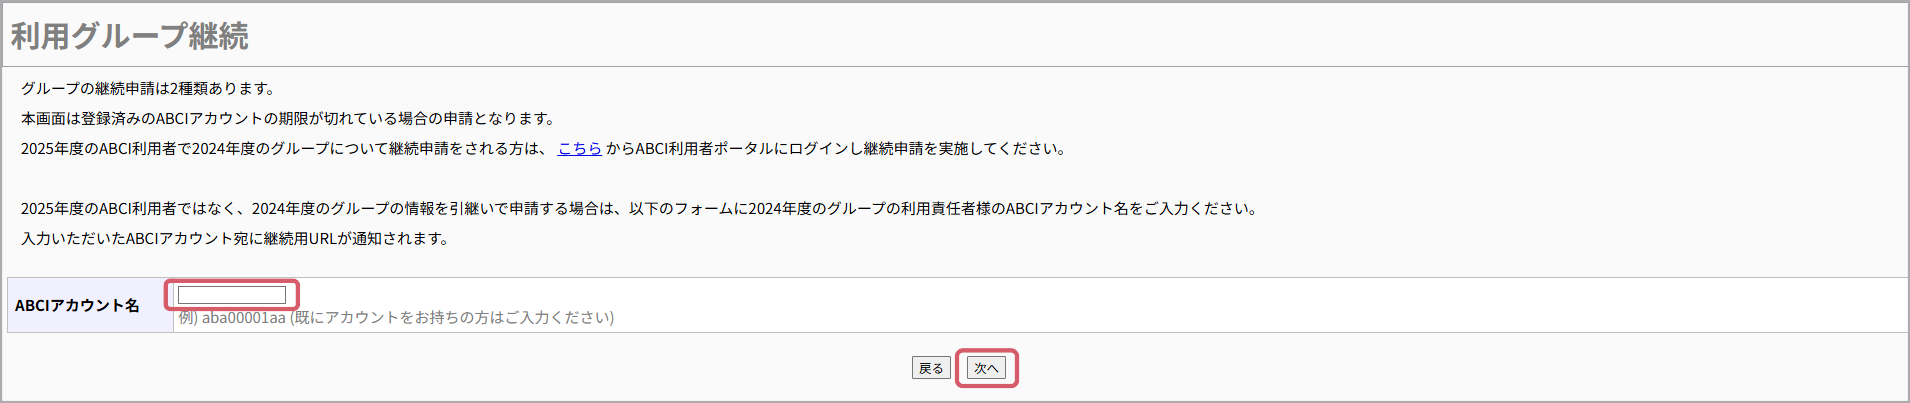 利用グループ継続
グループの継続申請は2種類あります。
本画面は登録済みのABCIアカウントの期限が切れている場合の申請となります。
2025年度のABCI利用者で2024年度のグループについて継続申請をされる方は、 こちら からABCI利用者ポータルにログインし継続申請を実施してください。
2025年度のABCI利用者ではなく、2024年度のグループの情報を引継いで申請する場合は、以下のフォームに2024年度のグループの利用責任者様のABCIアカウント名をご入力ください。
入力いただいたABCIアカウント宛に継続用URLが通知されます。
ABCIアカウント名
例) aba00001aa (既にアカウントをお持ちの方はご入力ください)
戻る 次へ